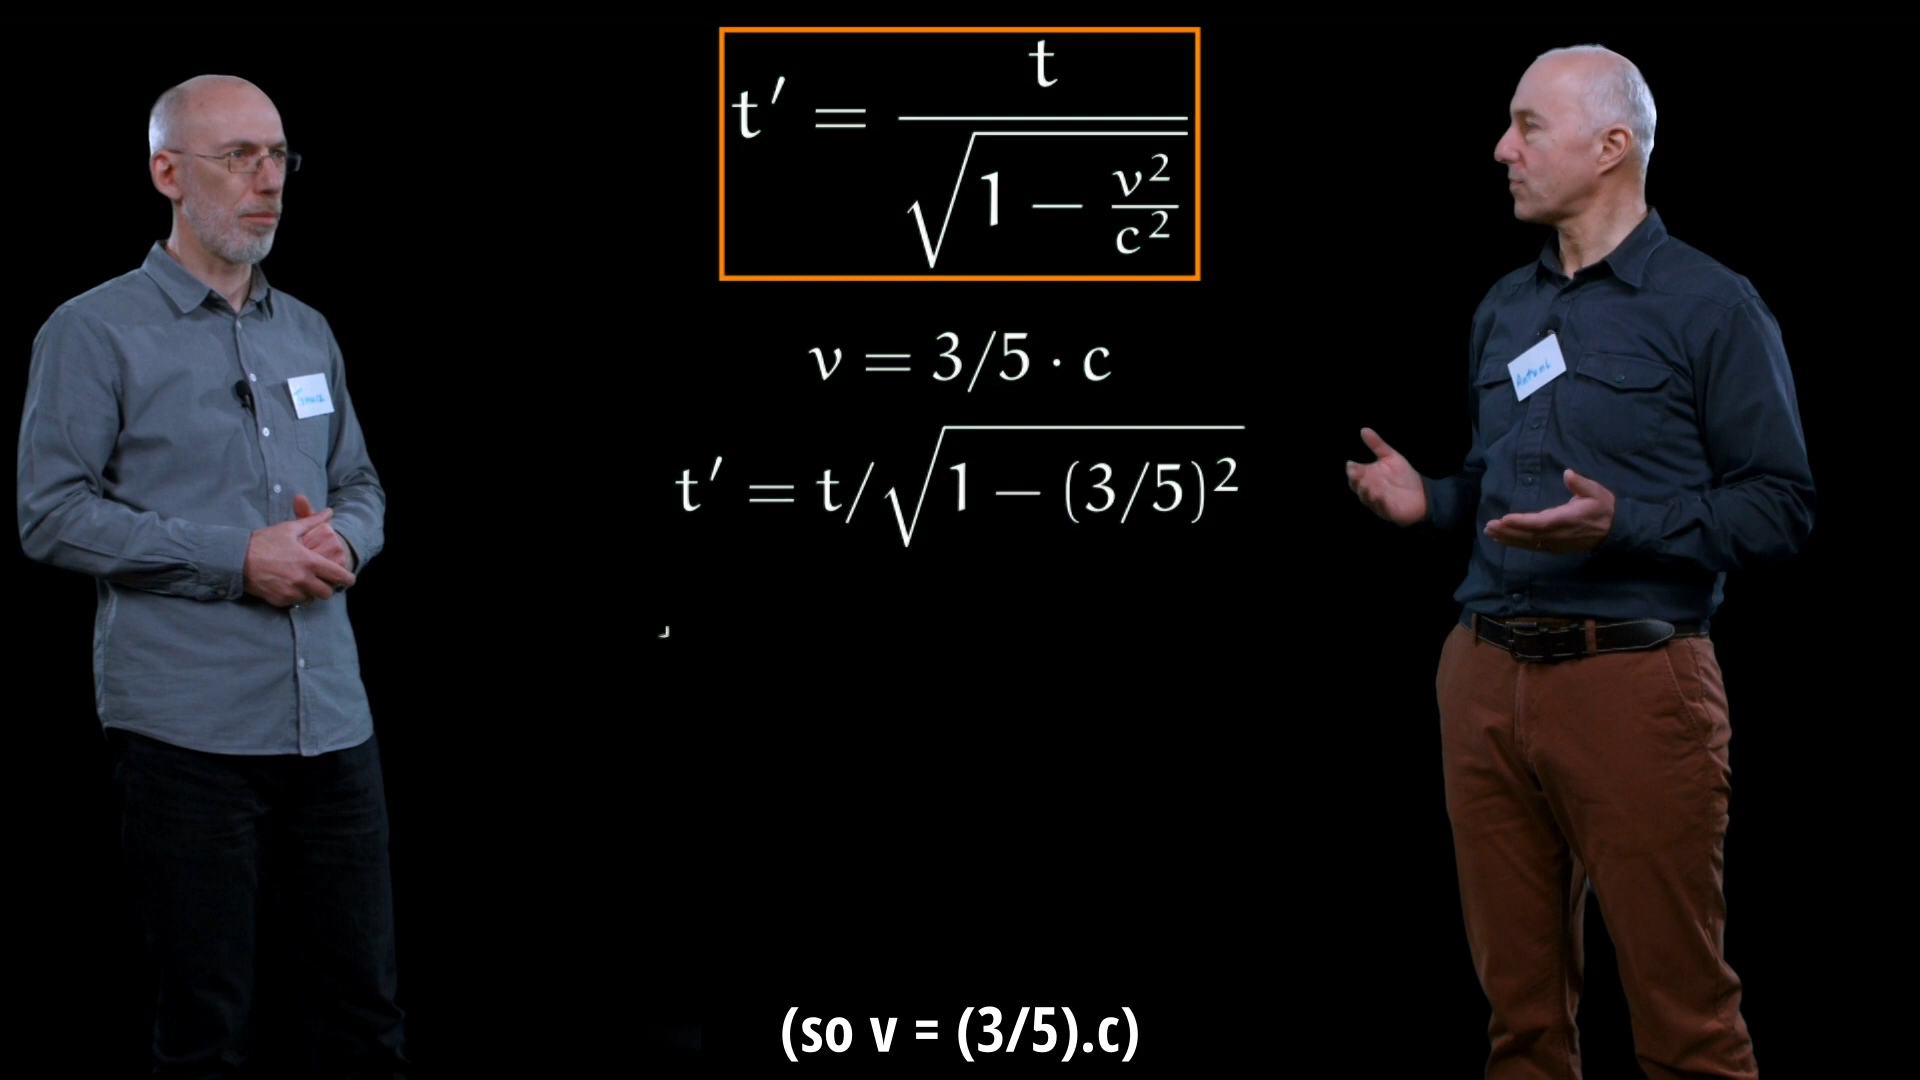 t′ = t / √(1 − v²/c²)
v = 3/5 · c
t′ = t/√(1 − (3/5)²)
(so v = (3/5).c)